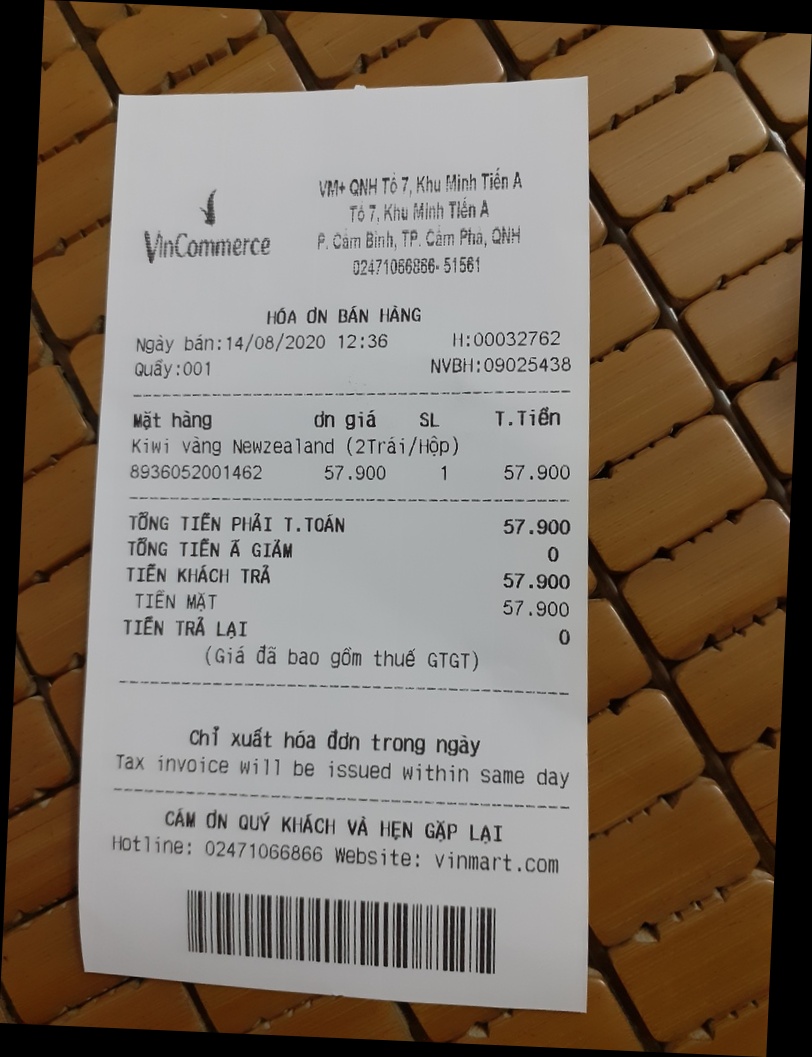 VinCommerce
VM+ QNH Tổ 7, Khu Minh Tiến A
Tổ 7, Khu Minh Tiến A
P. Cẩm Bình, TP. Cẩm Phả, QNH
02471066866- 51561
HÓA ƠN BÁN HÀNG
Ngày bán:14/08/2020 12:36 H:00032762
Quầy:001 NVBH:09025438
Mặt hàng ơn giá SL T.Tiền
Kiwi vàng Newzealand (2Trái/Hộp)
8936052001462 57.900 1 57.900
TỔNG TIỀN PHẢI T.TOÁN 57.900
TỔNG TIỀN Ã GIẢM 0
TIỀN KHÁCH TRẢ 57.900
TIỀN MẶT 57.900
TIỀN TRẢ LẠI 0
(Giá đã bao gồm thuế GTGT)
Chỉ xuất hóa đơn trong ngày
Tax invoice will be issued within same day
CÁM ƠN QUÝ KHÁCH VÀ HẸN GẶP LẠI
Hotline: 02471066866 Website: vinmart.com